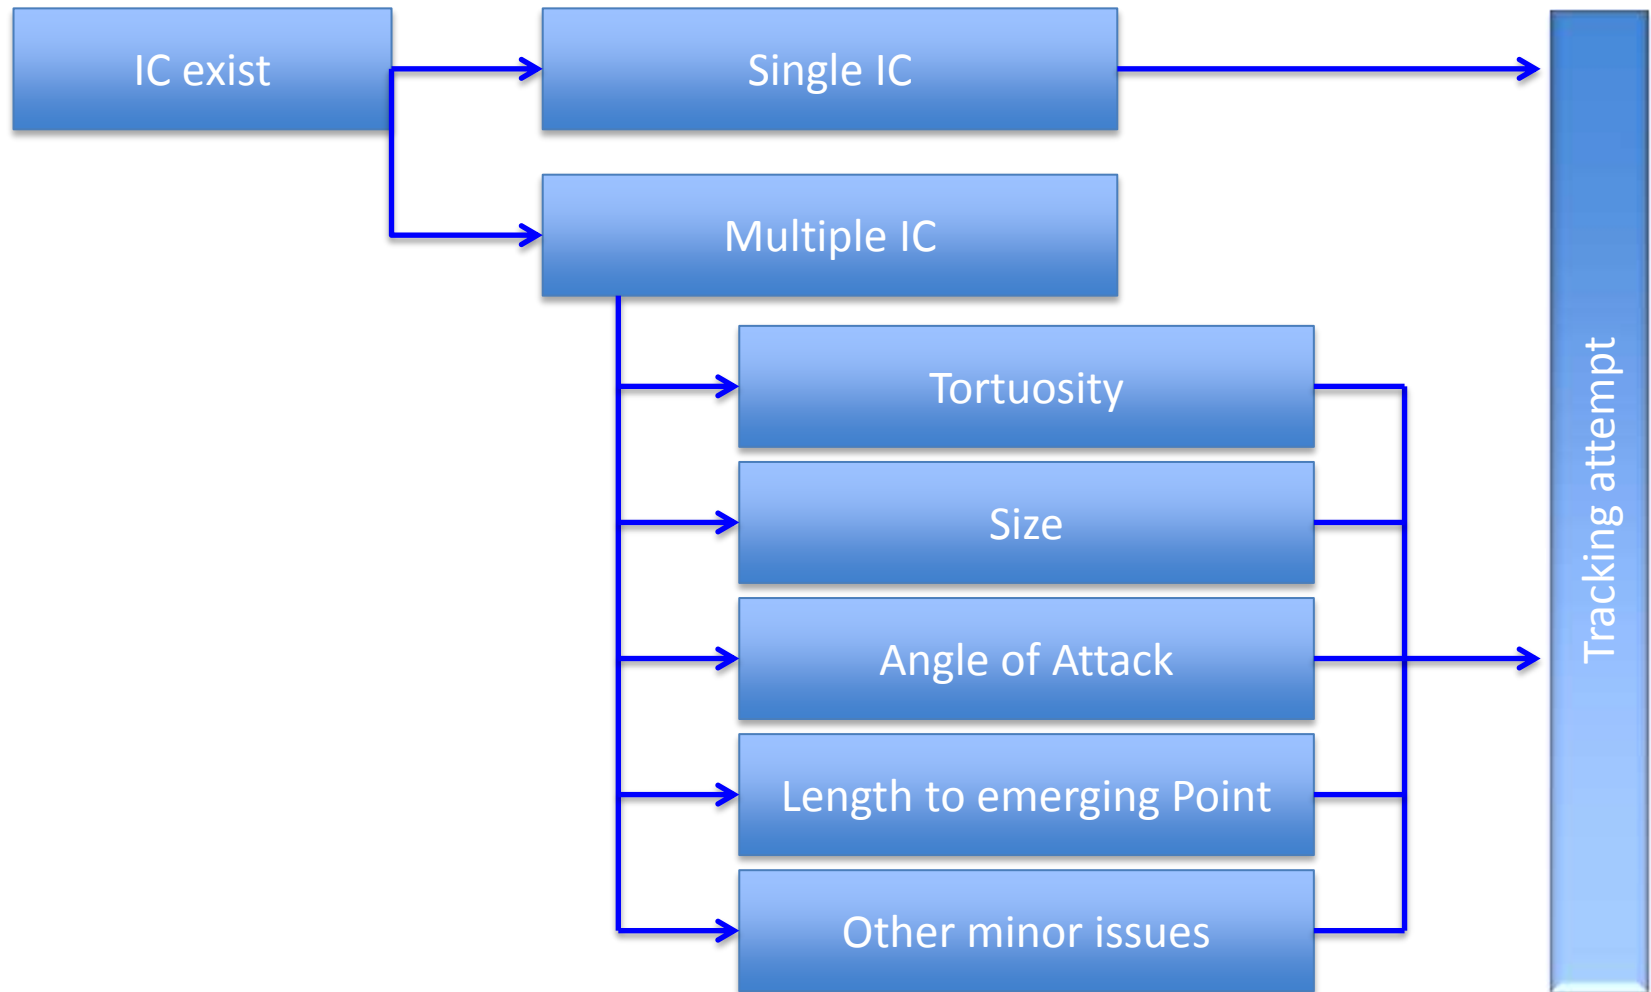 IC exist
Single IC
Multiple IC
Tortuosity
Size
Angle of Attack
Length to emerging Point
Other minor issues
Tracking attempt